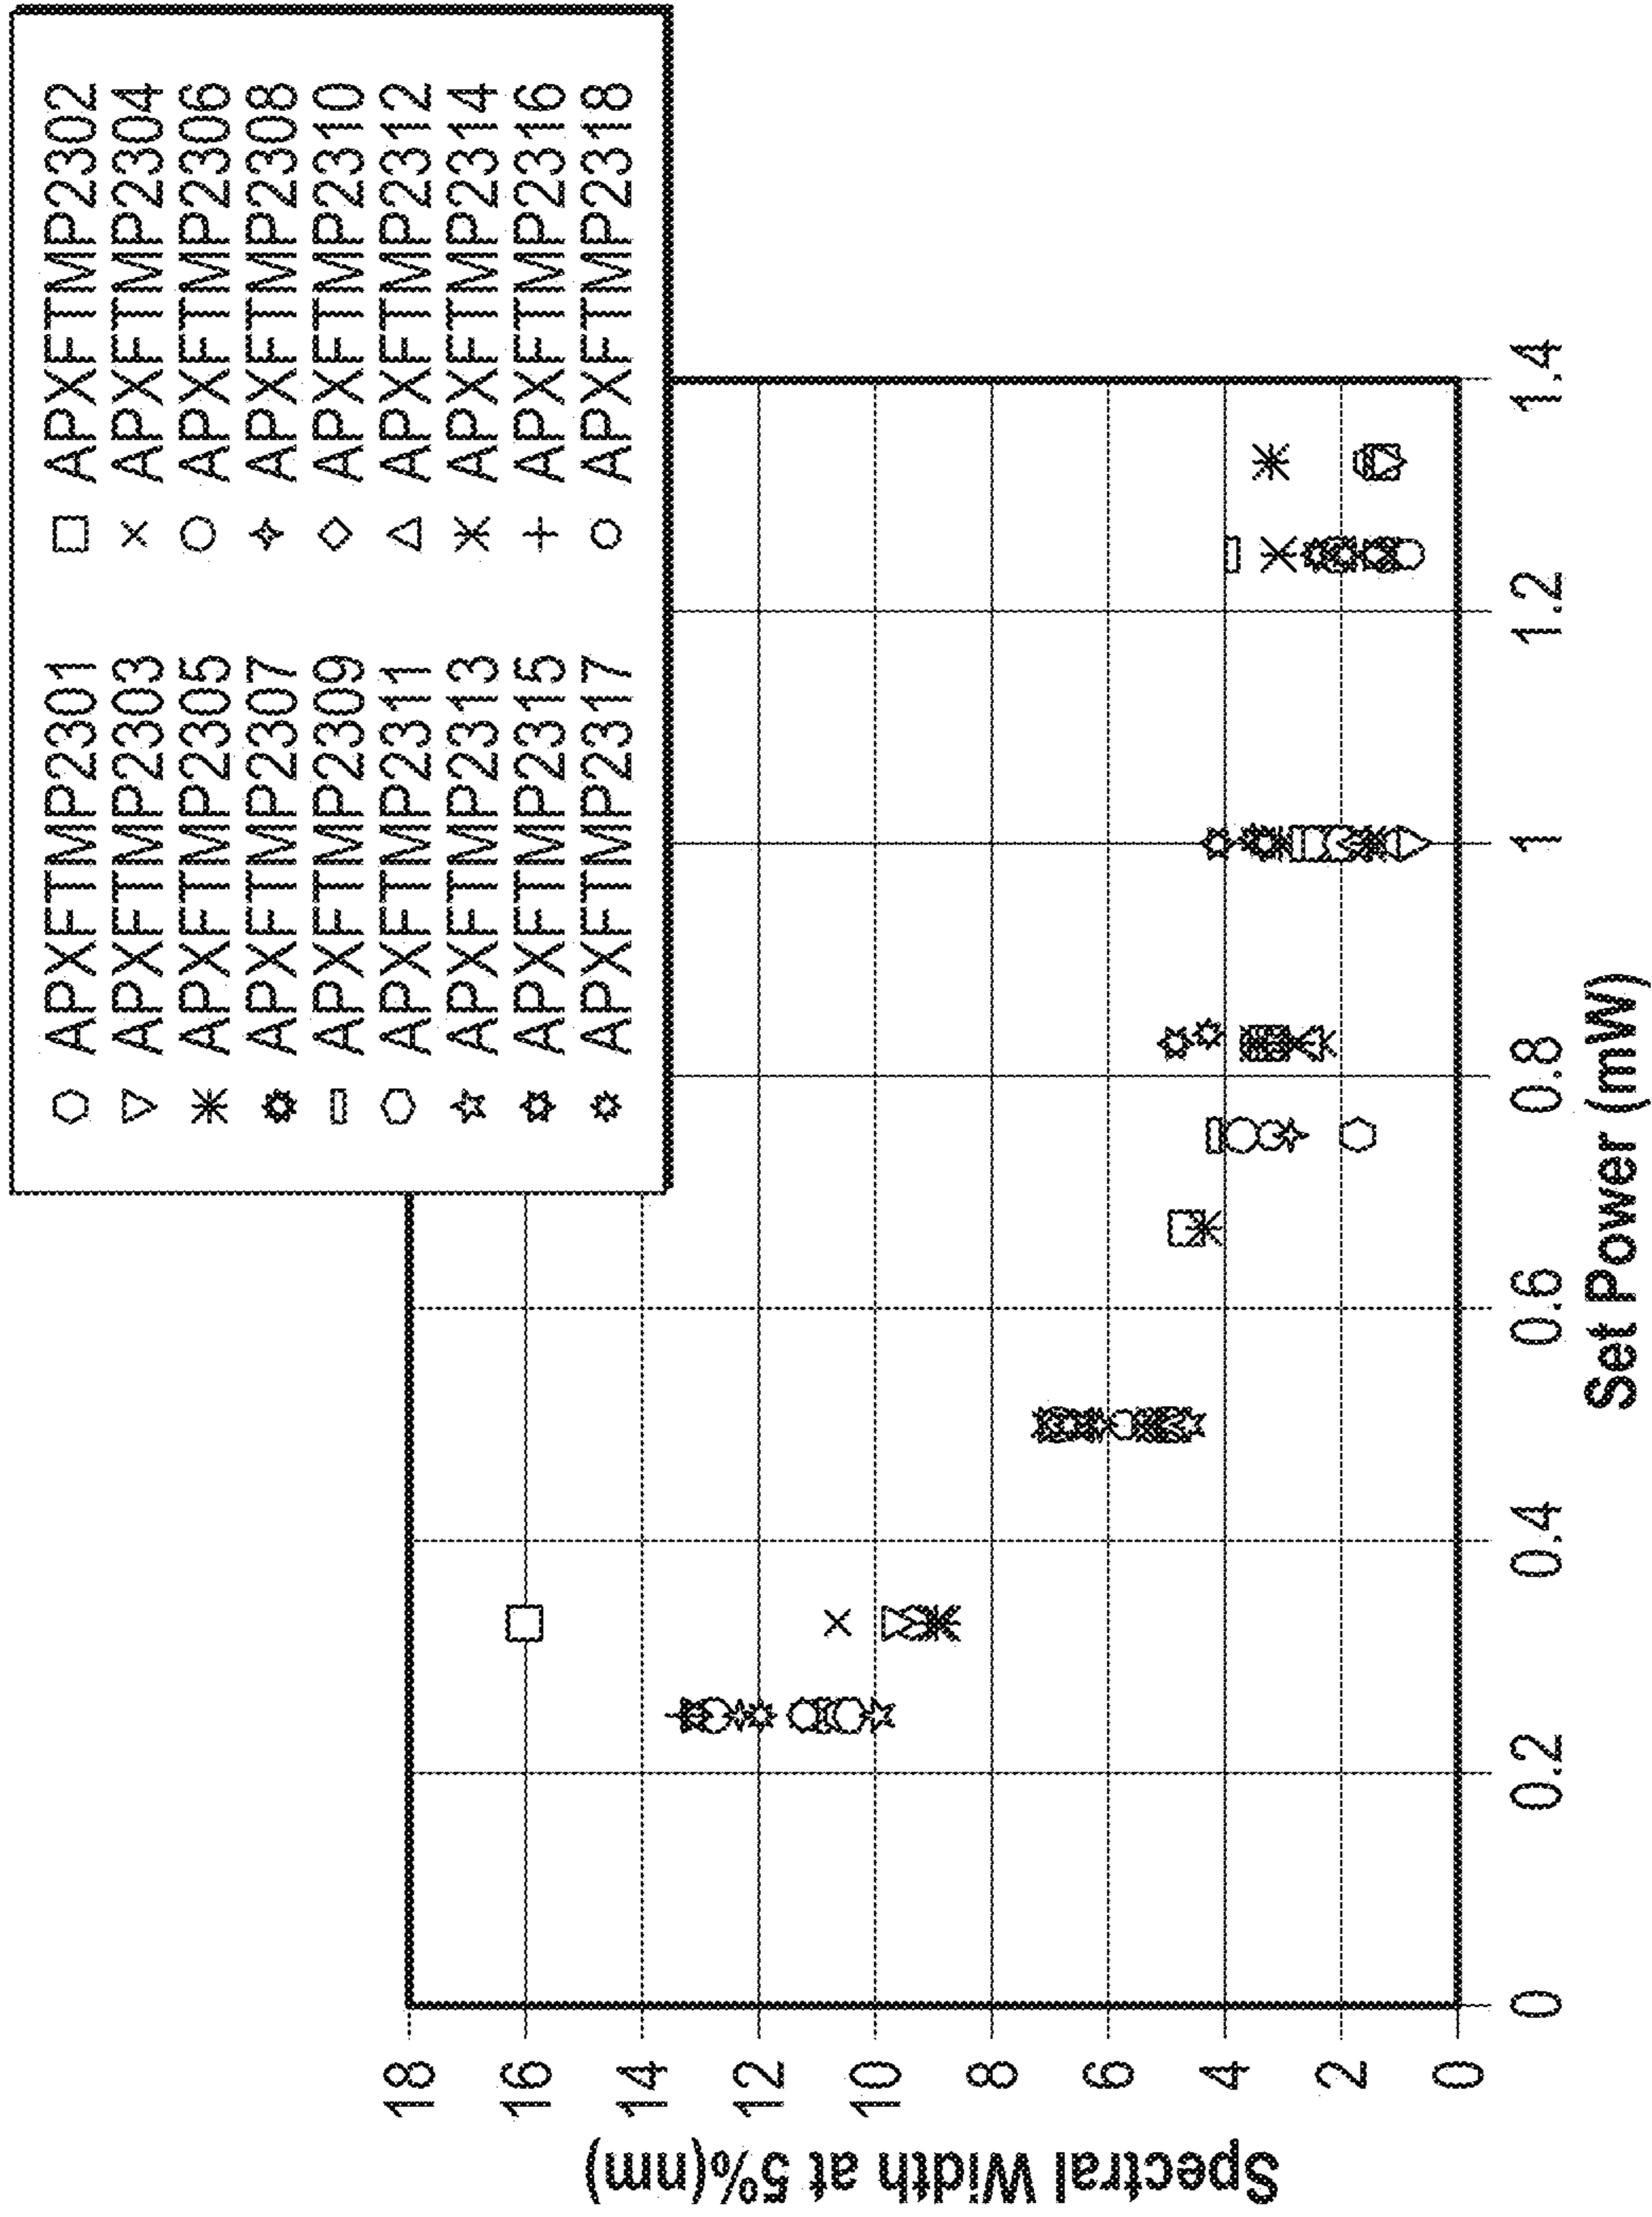 APXFTMP2301 APXFTMP2302
APXFTMP2303 APXFTMP2304
APXFTMP2305 APXFTMP2306
APXFTMP2307 APXFTMP2308
APXFTMP2309 APXFTMP2310
APXFTMP2311 APXFTMP2312
APXFTMP2313 APXFTMP2314
APXFTMP2315 APXFTMP2316
APXFTMP2317 APXFTMP2318
Spectral Width at 5%(nm)
18
16
14
12
10
8
6
4
2
0
0 0.2 0.4 0.6 0.8 1 1.2 1.4
Set Power (mW)